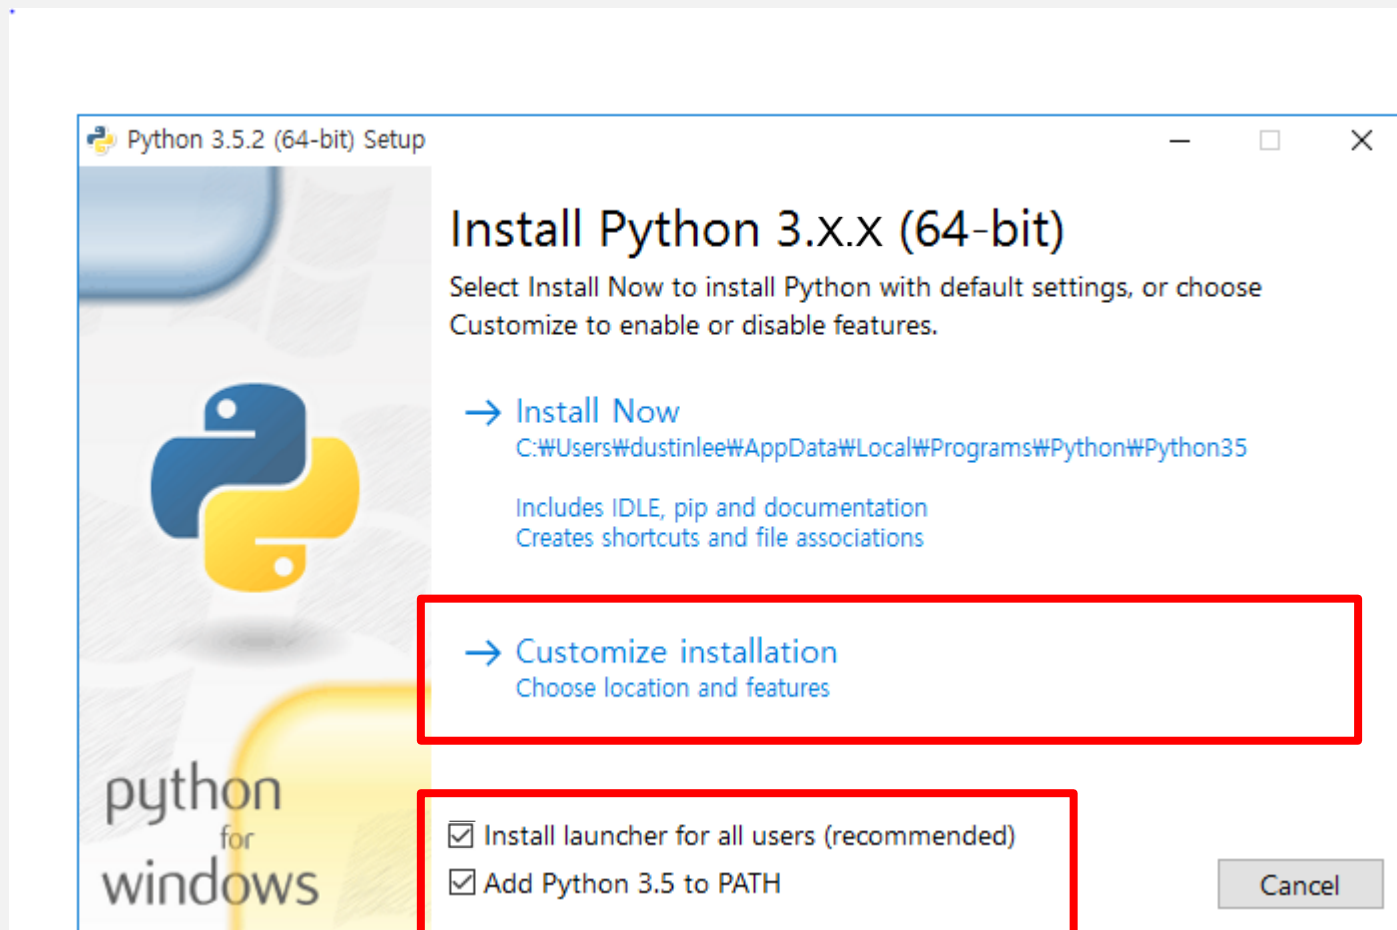 Python 3.5.2 (64-bit) Setup
Install Python 3.x.x (64-bit)
Select Install Now to install Python with default settings, or choose
Customize to enable or disable features.
Install Now
C:₩Users₩dustinlee₩AppData₩Local₩Programs₩Python₩Python35
Includes IDLE, pip and documentation
Creates shortcuts and file associations
Customize installation
Choose location and features
python
for
windows
Install launcher for all users (recommended)
Add Python 3.5 to PATH
Cancel